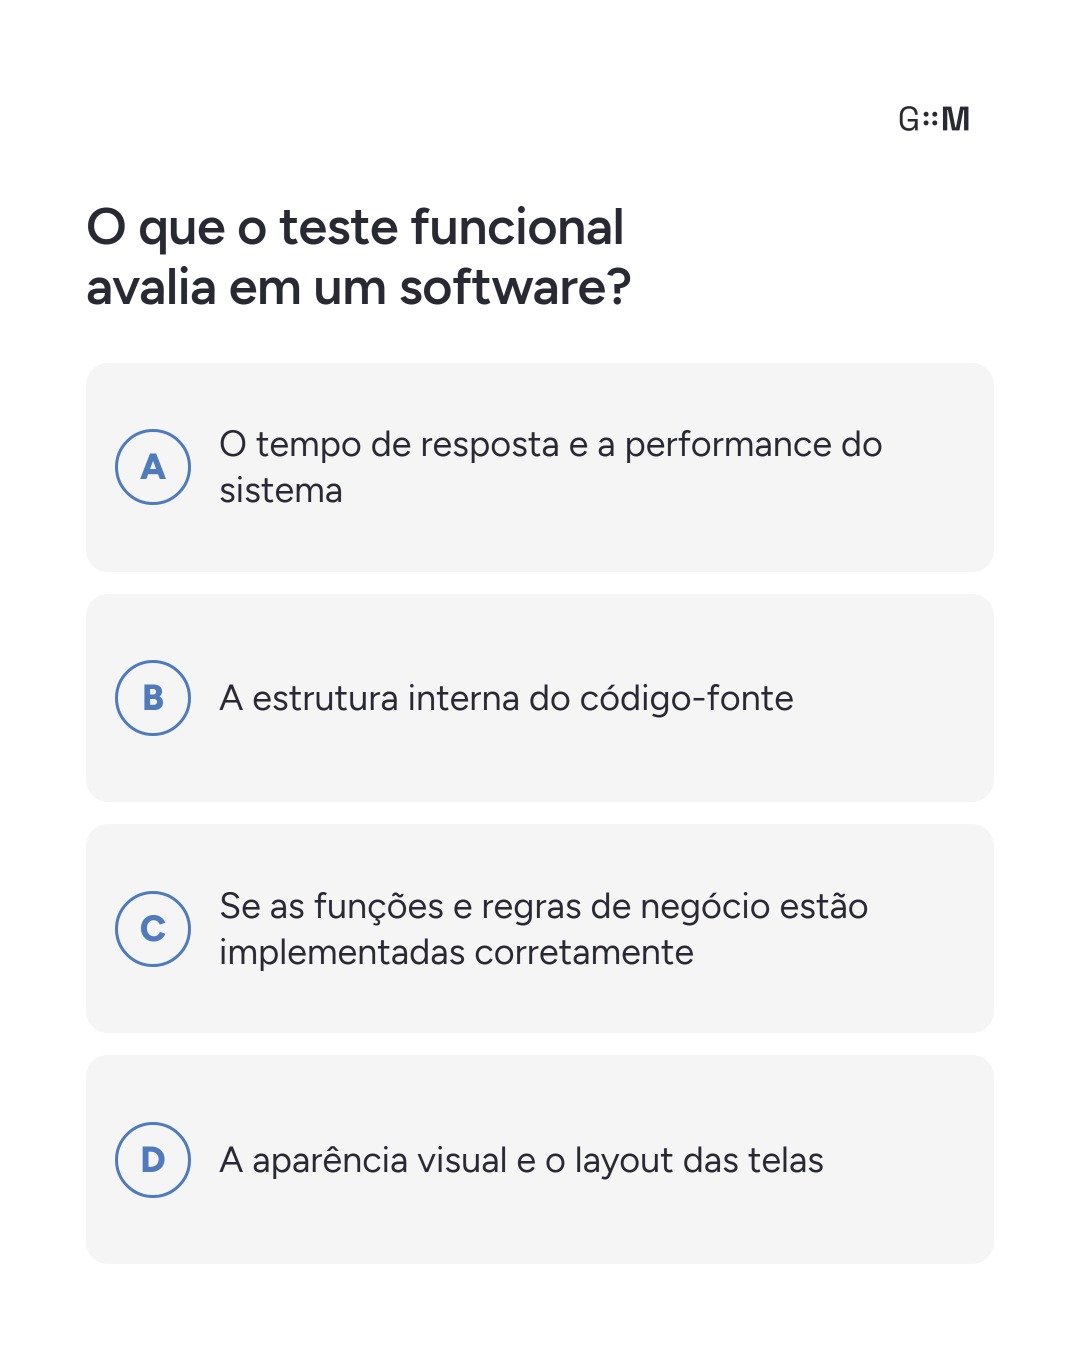 G::M
O que o teste funcional
avalia em um software?
A
O tempo de resposta e a performance do
sistema
B
A estrutura interna do código-fonte
C
Se as funções e regras de negócio estão
implementadas corretamente
D
A aparência visual e o layout das telas